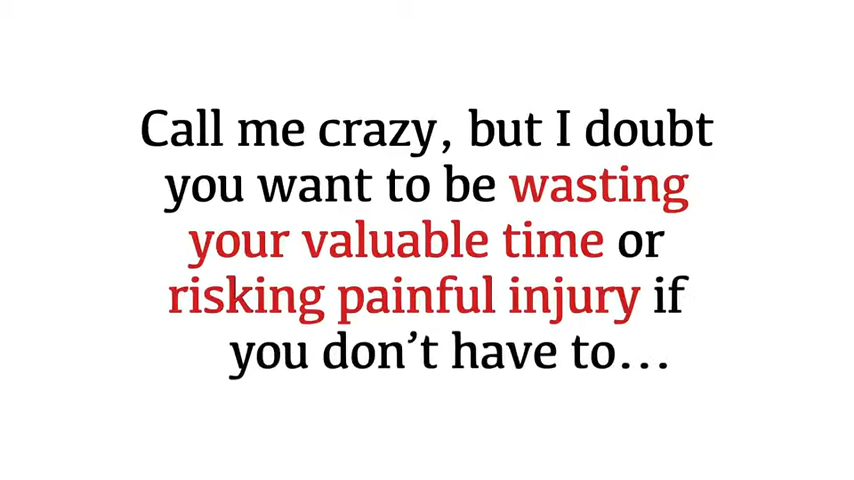 Call me crazy, but I doubt
you want to be wasting
your valuable time or
risking painful injury if
you don’t have to...